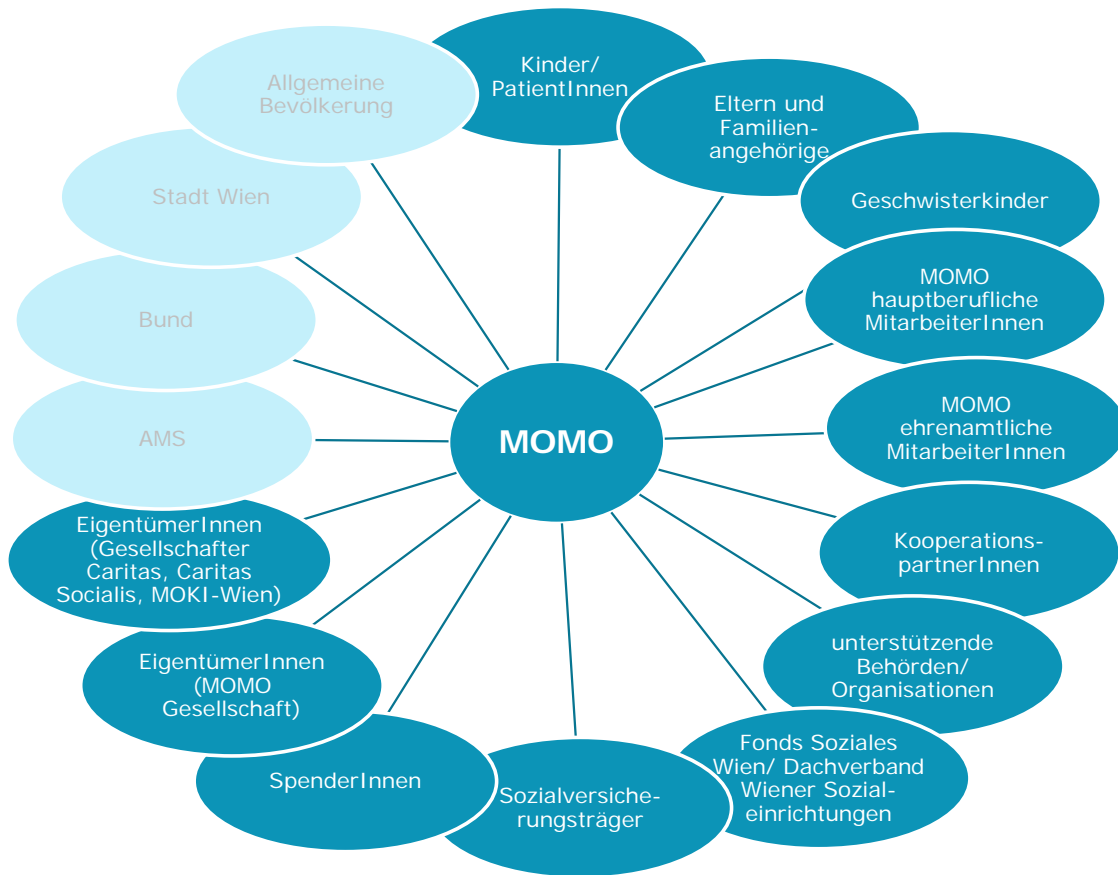 Kinder/
PatientInnen
Eltern und
Familien-
angehörige
Geschwisterkinder
MOMO
hauptberufliche
MitarbeiterInnen
MOMO
ehrenamtliche
MitarbeiterInnen
Kooperations-
partnerInnen
unterstützende
Behörden/
Organisationen
Fonds Soziales
Wien/ Dachverband
Wiener Sozial-
einrichtungen
Sozialversiche-
rungsträger
SpenderInnen
EigentümerInnen
(MOMO
Gesellschaft)
EigentümerInnen
(Gesellschafter
Caritas, Caritas
Socialis, MOKI-Wien)
AMS
Bund
Stadt Wien
Allgemeine
Bevölkerung
MOMO